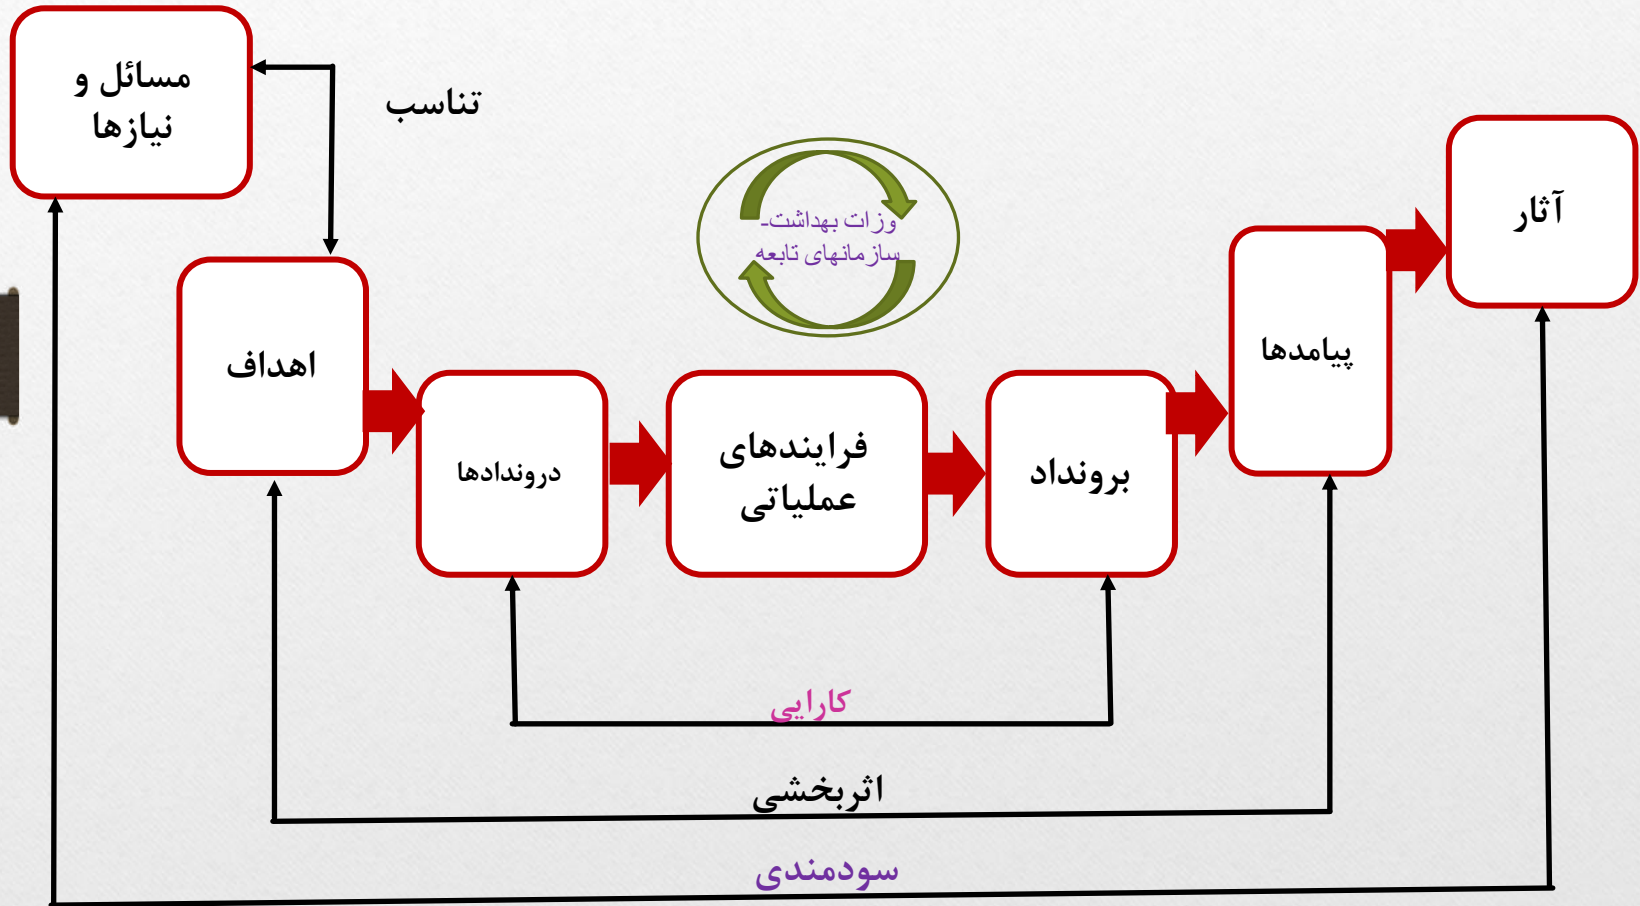 مسائل و
نیازها
تناسب
وزات بهداشت-
سازمانهای تابعه
آثار
پیامدها
اهداف
دروندادها
فرایندهای
عملیاتی
برونداد
کارایی
اثربخشی
سودمندی